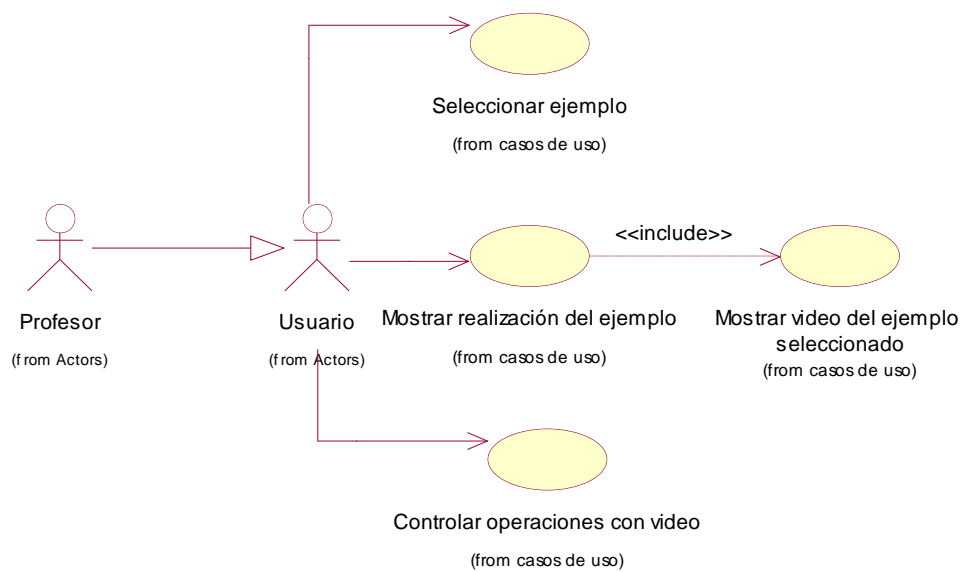 Seleccionar ejemplo
(from casos de uso)
<<include>>
Profesor
(from Actors)
Usuario
(from Actors)
Mostrar realización del ejemplo
(from casos de uso)
Mostrar video del ejemplo
seleccionado
(from casos de uso)
Controlar operaciones con video
(from casos de uso)